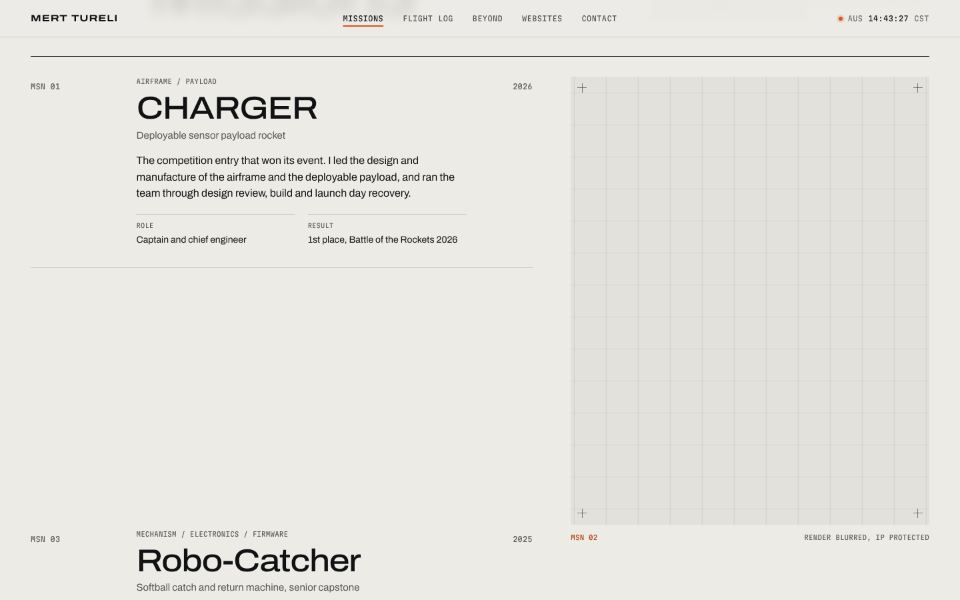 MERT TURELI
MISSIONS
FLIGHT LOG
BEYOND
WEBSITES
CONTACT
AUS 14:43:27 CST
MSN 01
AIRFRAME / PAYLOAD
2026
CHARGER
Deployable sensor payload rocket
The competition entry that won its event. I led the design and
manufacture of the airframe and the deployable payload, and ran the
team through design review, build and launch day recovery.
ROLE
Captain and chief engineer
RESULT
1st place, Battle of the Rockets 2026
MSN 03
MECHANISM / ELECTRONICS / FIRMWARE
2025
Robo-Catcher
Softball catch and return machine, senior capstone
MSN 02
RENDER BLURRED, IP PROTECTED